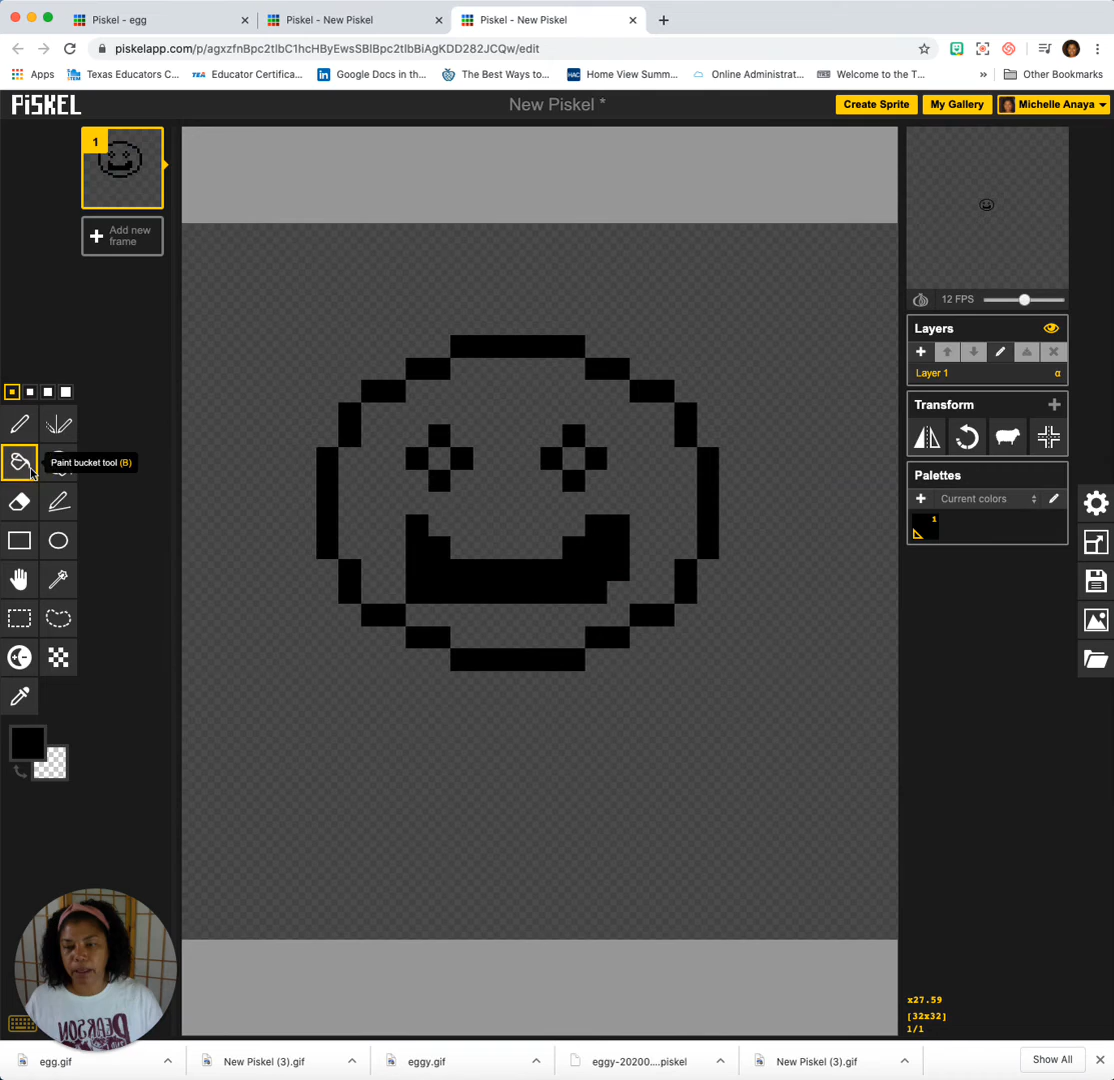 Piskel - egg
Piskel - New Piskel
Piskel - New Piskel
piskelapp.com/p/agxzfnBpc2tlbC1hcHByEwsSBlBpc2tlbBiAgKDD282JCQw/edit
Apps
Texas Educators C...
TEA
Educator Certifica...
Google Docs in th...
The Best Ways to...
HAC
Home View Summ...
Online Administrat...
Welcome to the T...
»
Other Bookmarks
PiSKEL
New Piskel *
Create Sprite
My Gallery
Michelle Anaya
1
Add new
frame
12 FPS
Layers
Layer 1
α
Transform
Palettes
Current colors
1
Paint bucket tool (B)
PEARSON
x27.59
[32x32]
1/1
egg.gif
New Piskel (3).gif
eggy.gif
eggy-20200....piskel
New Piskel (3).gif
Show All